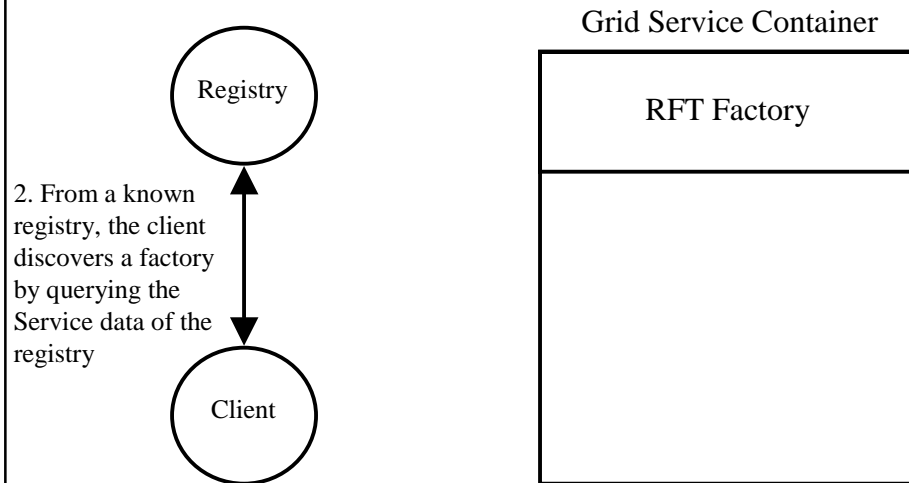 Grid Service Container
Registry
RFT Factory
2. From a known
registry, the client
discovers a factory
by querying the
Service data of the
registry
Client